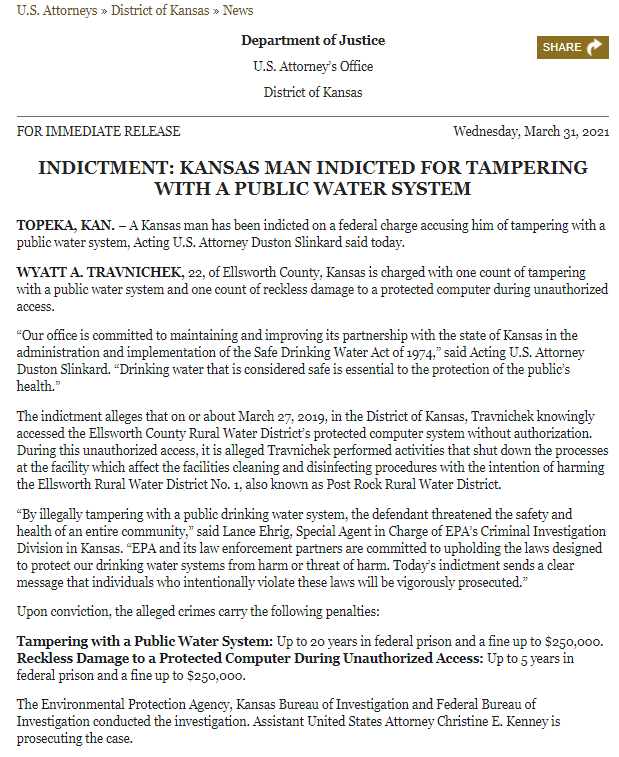 U.S. Attorneys » District of Kansas » News
Department of Justice
SHARE
U.S. Attorney’s Office
District of Kansas
FOR IMMEDIATE RELEASE Wednesday, March 31, 2021
INDICTMENT: KANSAS MAN INDICTED FOR TAMPERING
WITH A PUBLIC WATER SYSTEM
TOPEKA, KAN. – A Kansas man has been indicted on a federal charge accusing him of tampering with a
public water system, Acting U.S. Attorney Duston Slinkard said today.
WYATT A. TRAVNICHEK, 22, of Ellsworth County, Kansas is charged with one count of tampering
with a public water system and one count of reckless damage to a protected computer during unauthorized
access.
“Our office is committed to maintaining and improving its partnership with the state of Kansas in the
administration and implementation of the Safe Drinking Water Act of 1974,” said Acting U.S. Attorney
Duston Slinkard. “Drinking water that is considered safe is essential to the protection of the public’s
health.”
The indictment alleges that on or about March 27, 2019, in the District of Kansas, Travnichek knowingly
accessed the Ellsworth County Rural Water District’s protected computer system without authorization.
During this unauthorized access, it is alleged Travnichek performed activities that shut down the processes
at the facility which affect the facilities cleaning and disinfecting procedures with the intention of harming
the Ellsworth Rural Water District No. 1, also known as Post Rock Rural Water District.
“By illegally tampering with a public drinking water system, the defendant threatened the safety and
health of an entire community,” said Lance Ehrig, Special Agent in Charge of EPA’s Criminal Investigation
Division in Kansas. “EPA and its law enforcement partners are committed to upholding the laws designed
to protect our drinking water systems from harm or threat of harm. Today’s indictment sends a clear
message that individuals who intentionally violate these laws will be vigorously prosecuted.”
Upon conviction, the alleged crimes carry the following penalties:
Tampering with a Public Water System: Up to 20 years in federal prison and a fine up to $250,000.
Reckless Damage to a Protected Computer During Unauthorized Access: Up to 5 years in
federal prison and a fine up to $250,000.
The Environmental Protection Agency, Kansas Bureau of Investigation and Federal Bureau of
Investigation conducted the investigation. Assistant United States Attorney Christine E. Kenney is
prosecuting the case.